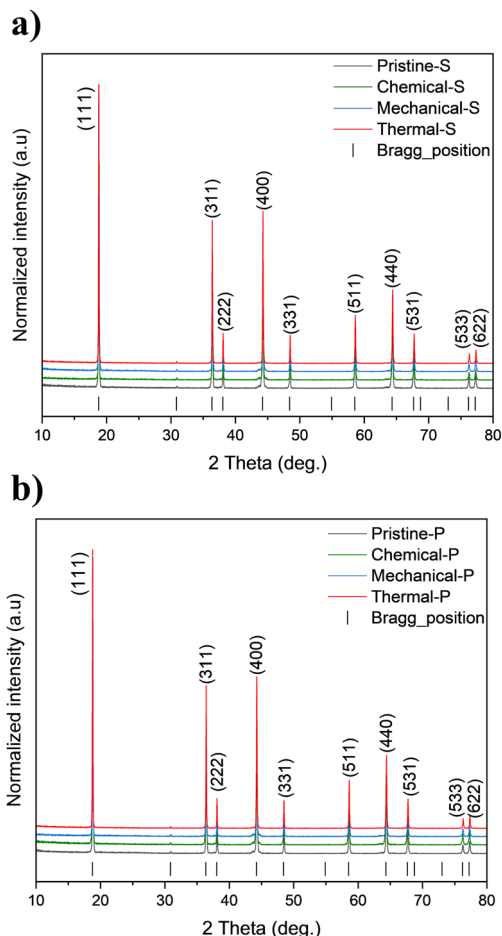 a)
Normalized intensity (a.u)
Pristine-S
Chemical-S
Mechanical-S
Thermal-S
Bragg_position
(111)
(311)
(222)
(400)
(331)
(511)
(440)
(531)
(533)
(622)
10 20 30 40 50 60 70 80
2 Theta (deg.)
b)
Normalized intensity (a.u)
Pristine-P
Chemical-P
Mechanical-P
Thermal-P
Bragg_position
(111)
(311)
(222)
(400)
(331)
(511)
(440)
(531)
(533)
(622)
10 20 30 40 50 60 70 80
2 Theta (deg.)